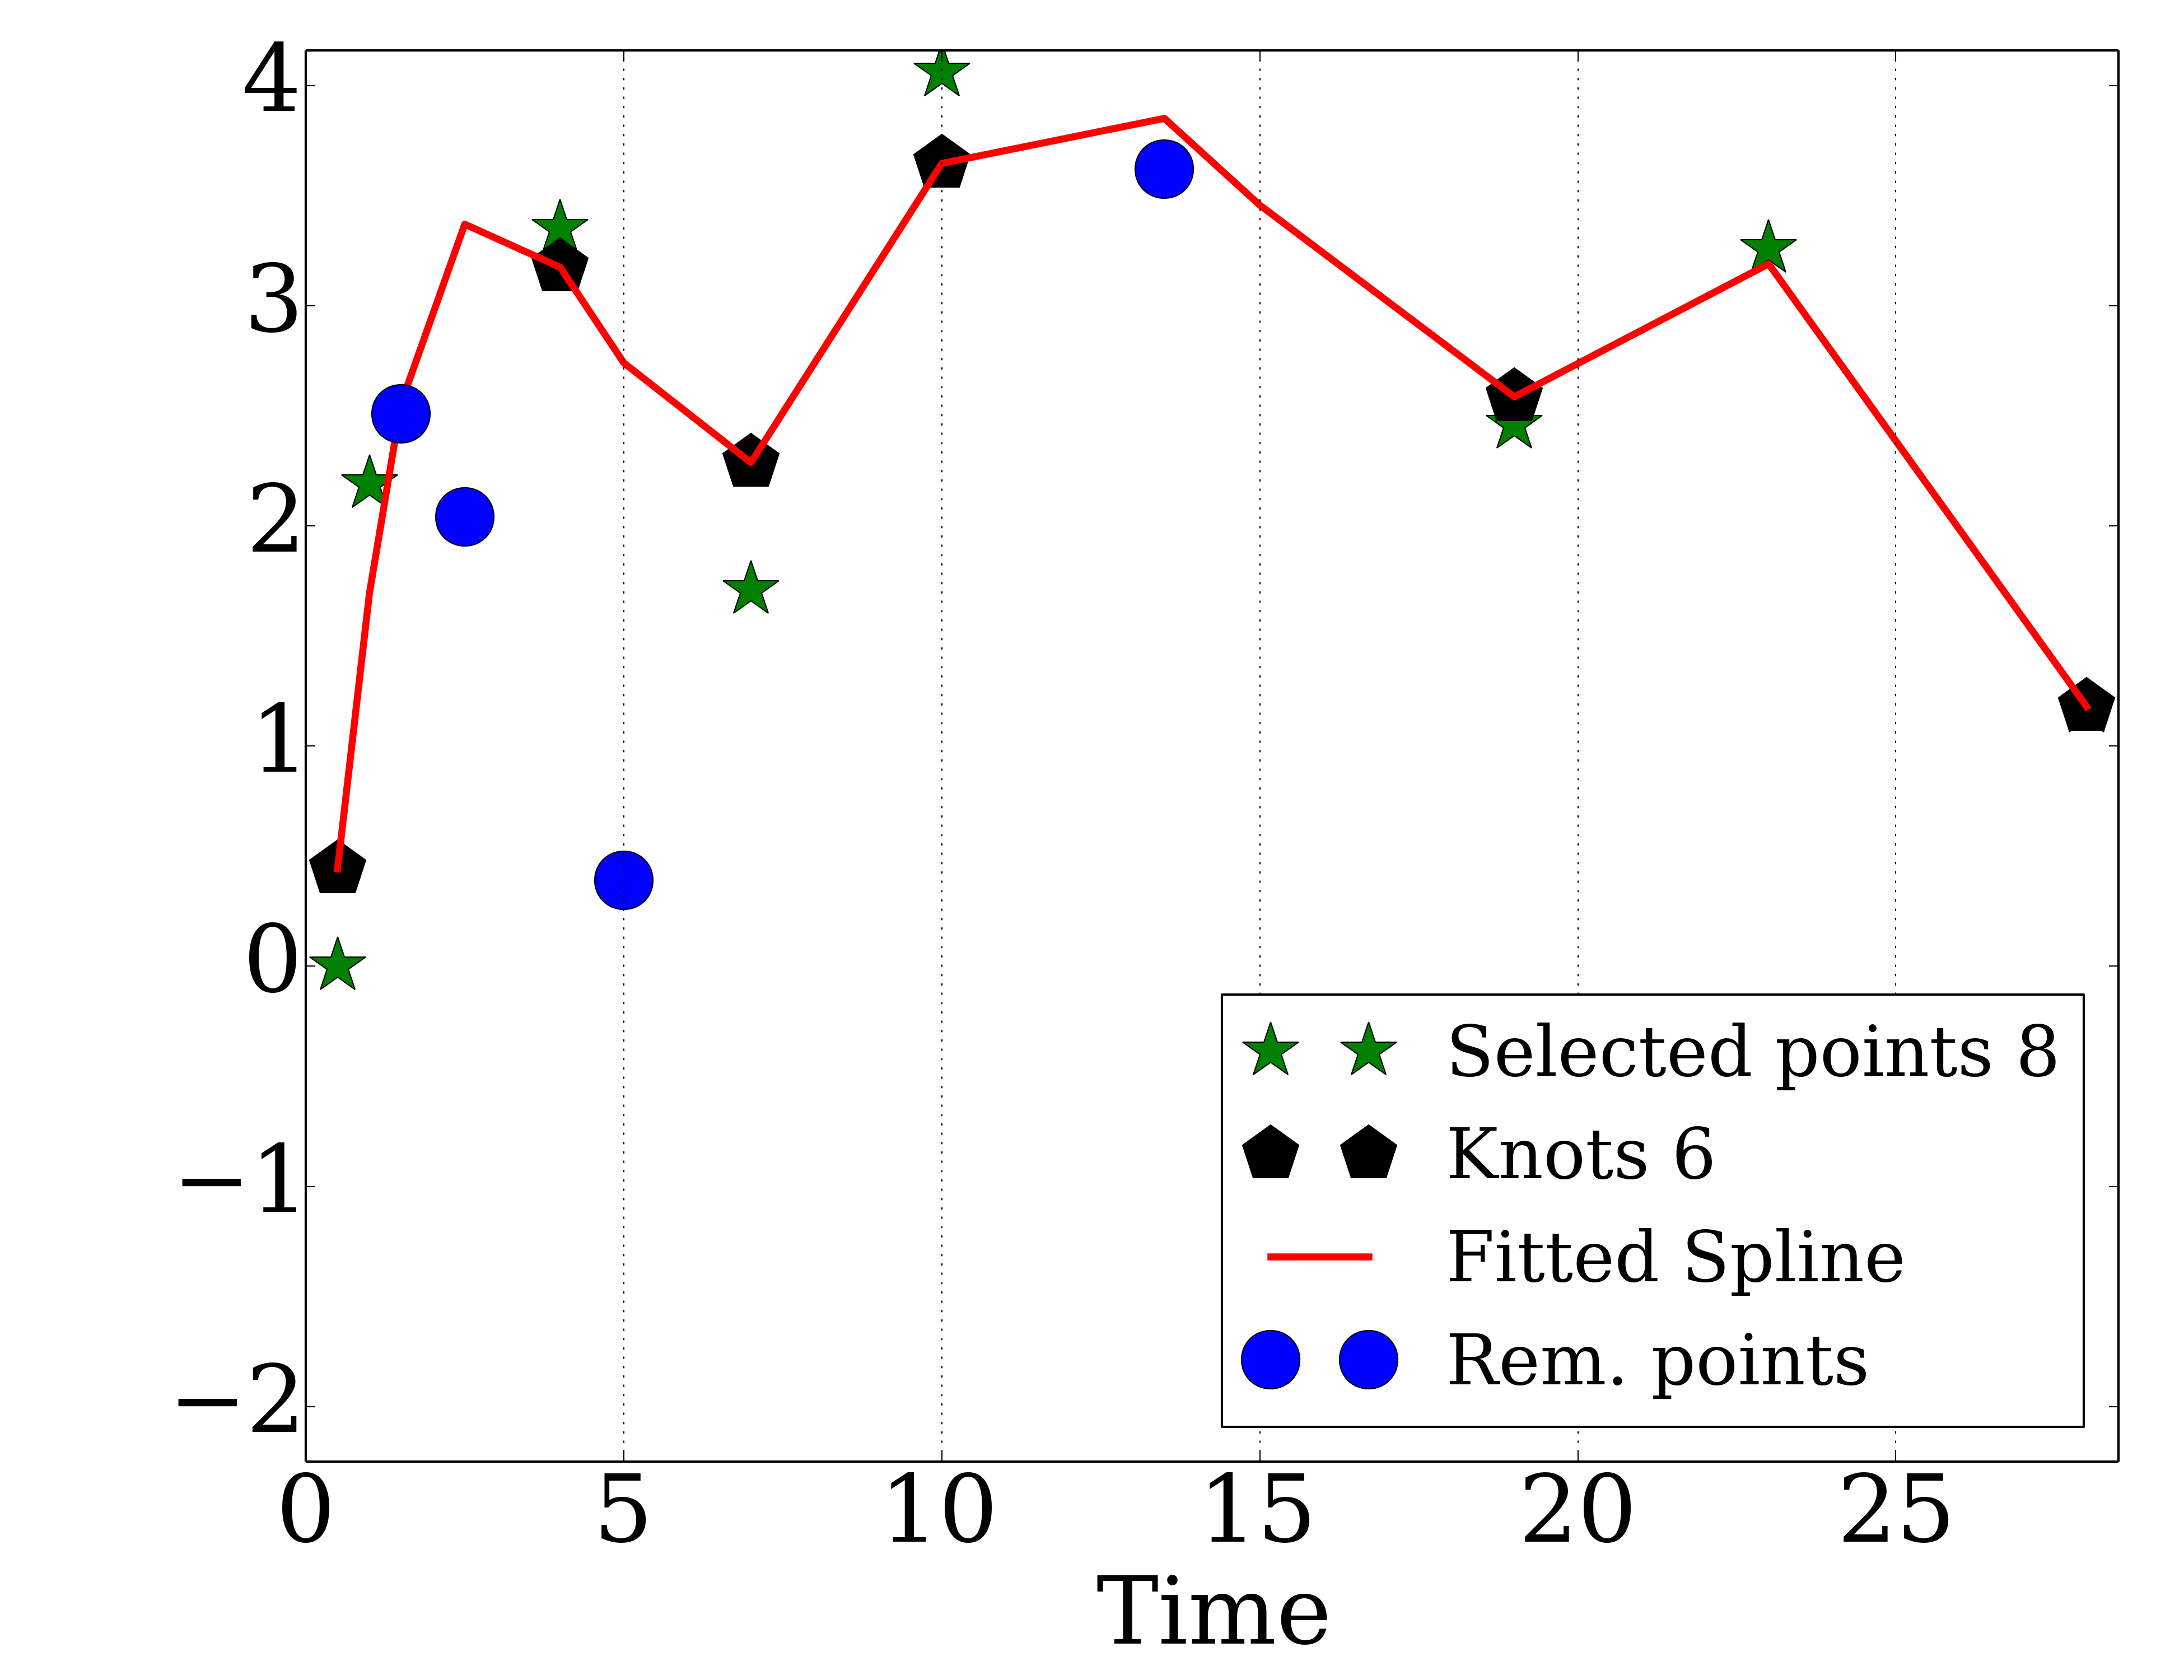 4
3
2
1
0
−1
−2
0 5 10 15 20 25
Time
Selected points 8
Knots 6
Fitted Spline
Rem. points